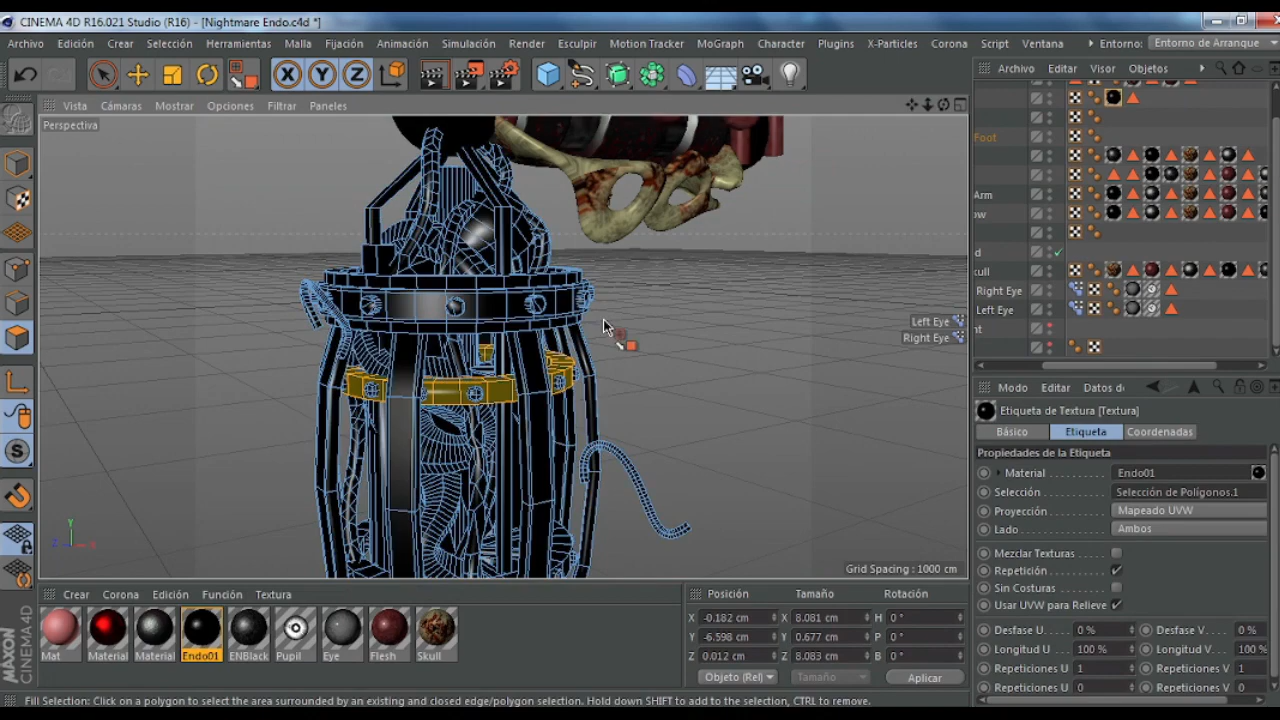 CINEMA 4D R16.021 Studio (R16) - [Nightmare Endo.c4d *]
Archivo Edición Crear Selección Herramientas Malla Fijación Animación Simulación Render Esculpir Motion Tracker MoGraph Character Plugins X-Particles Corona Script Ventana Entorno: Entorno de Arranque
X Y Z
Archivo Editar Visor Objetos
Vista Cámaras Mostrar Opciones Filtrar Paneles
Perspectiva
Foot
Arm
ow
d
kull
Right Eye
Left Eye
nt
Left Eye
Right Eye
Y
Z X
Grid Spacing : 1000 cm
Modo Editar Datos d
Etiqueta de Textura [Textura]
Básico Etiqueta Coordenadas
Propiedades de la Etiqueta
Material Endo01
Selección Selección de Polígonos.1
Proyección Mapeado UVW
Lado Ambos
Mezclar Texturas
Repetición
Sin Costuras
Usar UVW para Relieve
Desfase U 0 % Desfase V 0 %
Longitud U 100 % Longitud V 100 %
Repeticiones U 1 Repeticiones V 1
Repeticiones U 0 Repeticiones V 0
Crear Corona Edición Función Textura
Mat Material Material Endo01 ENBlack Pupil Eye Flesh Skull
Posición Tamaño Rotación
X -0.182 cm X 8.081 cm H 0 °
Y -6.598 cm Y 0.677 cm P 0 °
Z 0.012 cm Z 8.083 cm B 0 °
Objeto (Rel) Tamaño Aplicar
MAXON
CINEMA 4D
Fill Selection: Click on a polygon to select the area surrounded by an existing and closed edge/polygon selection. Hold down SHIFT to add to the selection, CTRL to remove.